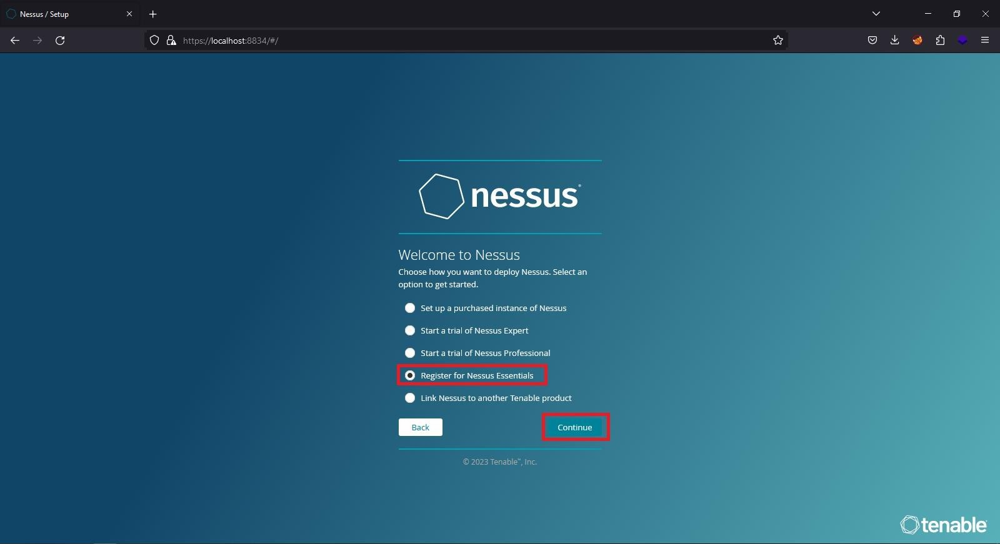 Nessus / Setup
https://localhost:8834/#/
nessus®
Welcome to Nessus
Choose how you want to deploy Nessus. Select an
option to get started.
Set up a purchased instance of Nessus
Start a trial of Nessus Expert
Start a trial of Nessus Professional
Register for Nessus Essentials
Link Nessus to another Tenable product
Back
Continue
© 2023 Tenable™, Inc.
tenable